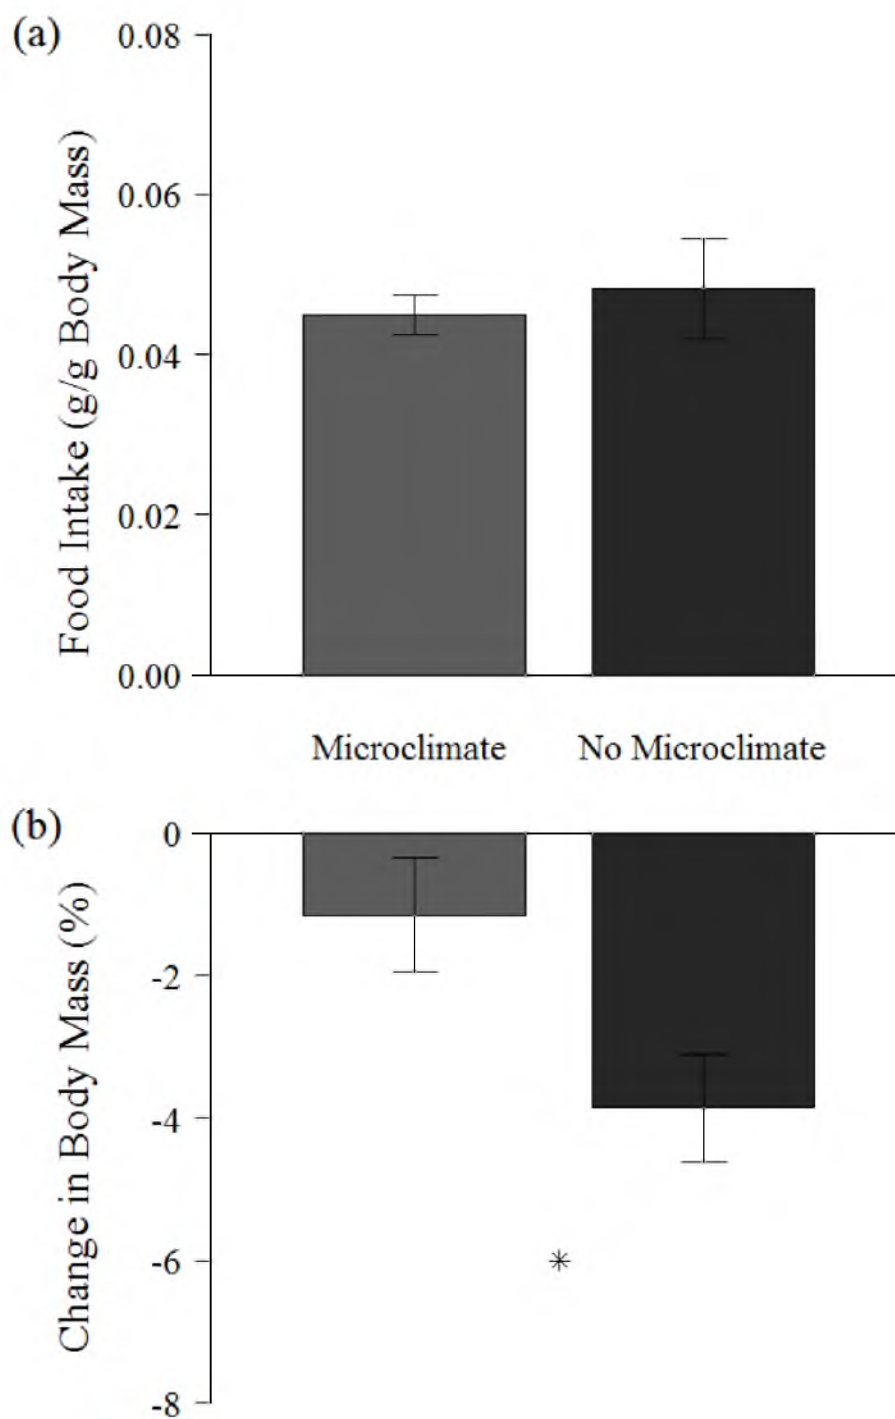 (a)
Food Intake (g/g Body Mass)
0.08
0.06
0.04
0.02
0.00
Microclimate No Microclimate
(b)
Change in Body Mass (%)
0
-2
-4
-6
-8
*